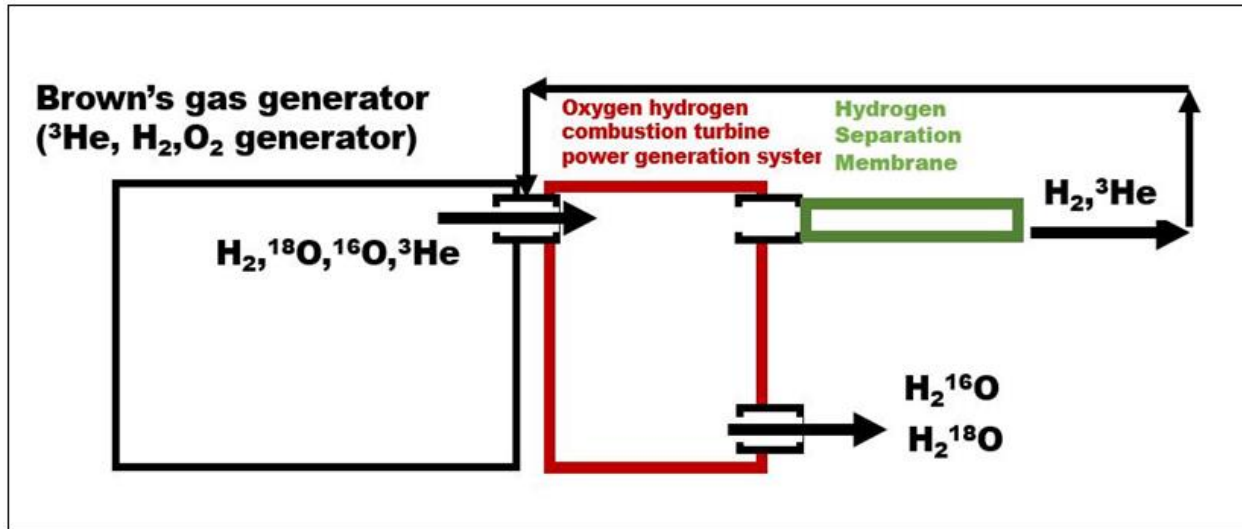 Brown's gas generator
(³He, H₂,O₂ generator)
Oxygen hydrogen
combustion turbine
power generation syster
Hydrogen
Separation
Membrane
H₂,³He
H₂,¹⁸O,¹⁶O,³He
H₂¹⁶O
H₂¹⁸O